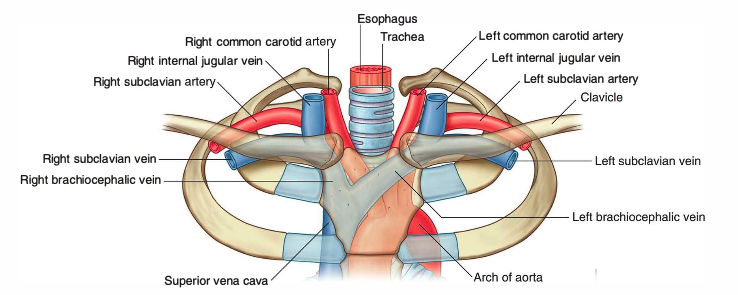 Esophagus
Trachea
Right common carotid artery
Left common carotid artery
Right internal jugular vein
Left internal jugular vein
Right subclavian artery
Left subclavian artery
Clavicle
Right subclavian vein
Left subclavian vein
Right brachiocephalic vein
Left brachiocephalic vein
Superior vena cava
Arch of aorta